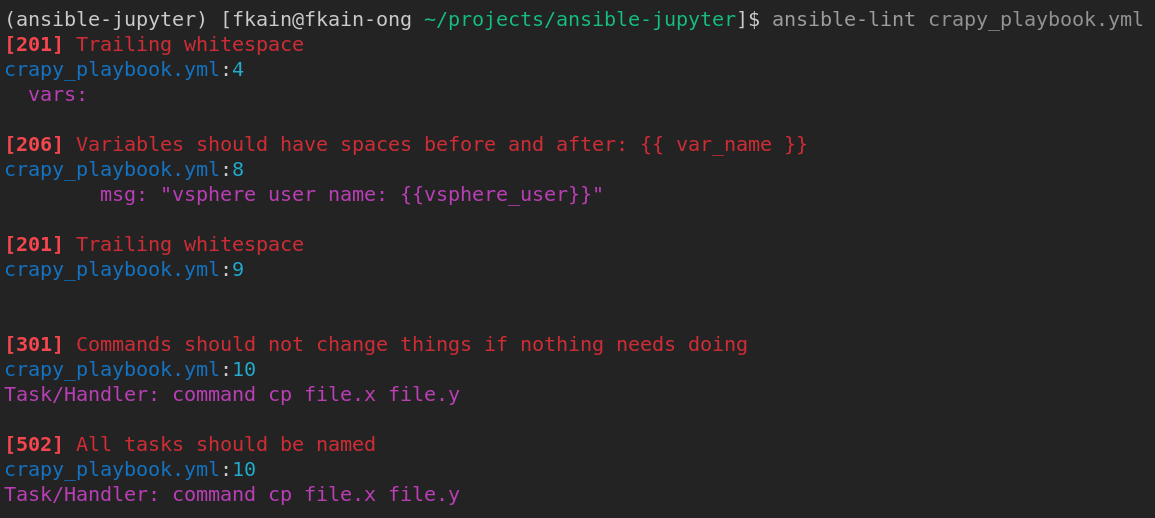 (ansible-jupyter) [fkain@fkain-ong ~/projects/ansible-jupyter]$ ansible-lint crapy_playbook.yml
[201] Trailing whitespace
crapy_playbook.yml:4
  vars:
[206] Variables should have spaces before and after: {{ var_name }}
crapy_playbook.yml:8
        msg: "vsphere user name: {{vsphere_user}}"
[201] Trailing whitespace
crapy_playbook.yml:9
[301] Commands should not change things if nothing needs doing
crapy_playbook.yml:10
Task/Handler: command cp file.x file.y
[502] All tasks should be named
crapy_playbook.yml:10
Task/Handler: command cp file.x file.y